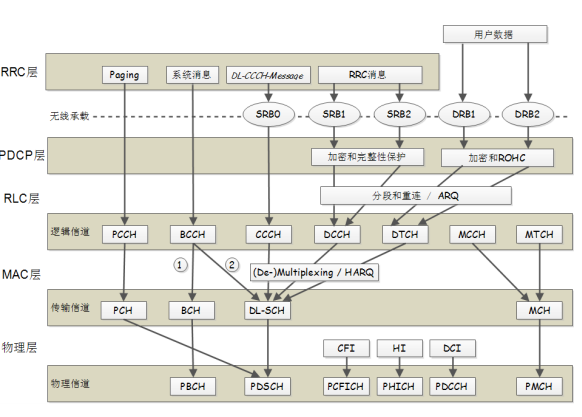 用户数据
RRC层
Paging
系统消息
DL-CCCH-Message
RRC消息
无线承载
SRB0
SRB1
SRB2
DRB1
DRB2
PDCP层
加密和完整性保护
加密和ROHC
RLC层
分段和重连 / ARQ
逻辑信道
PCCH
BCCH
CCCH
DCCH
DTCH
MCCH
MTCH
1
2
MAC层
(De-)Multiplexing / HARQ
传输信道
PCH
BCH
DL-SCH
MCH
物理层
CFI
HI
DCI
物理信道
PBCH
PDSCH
PCFICH
PHICH
PDCCH
PMCH